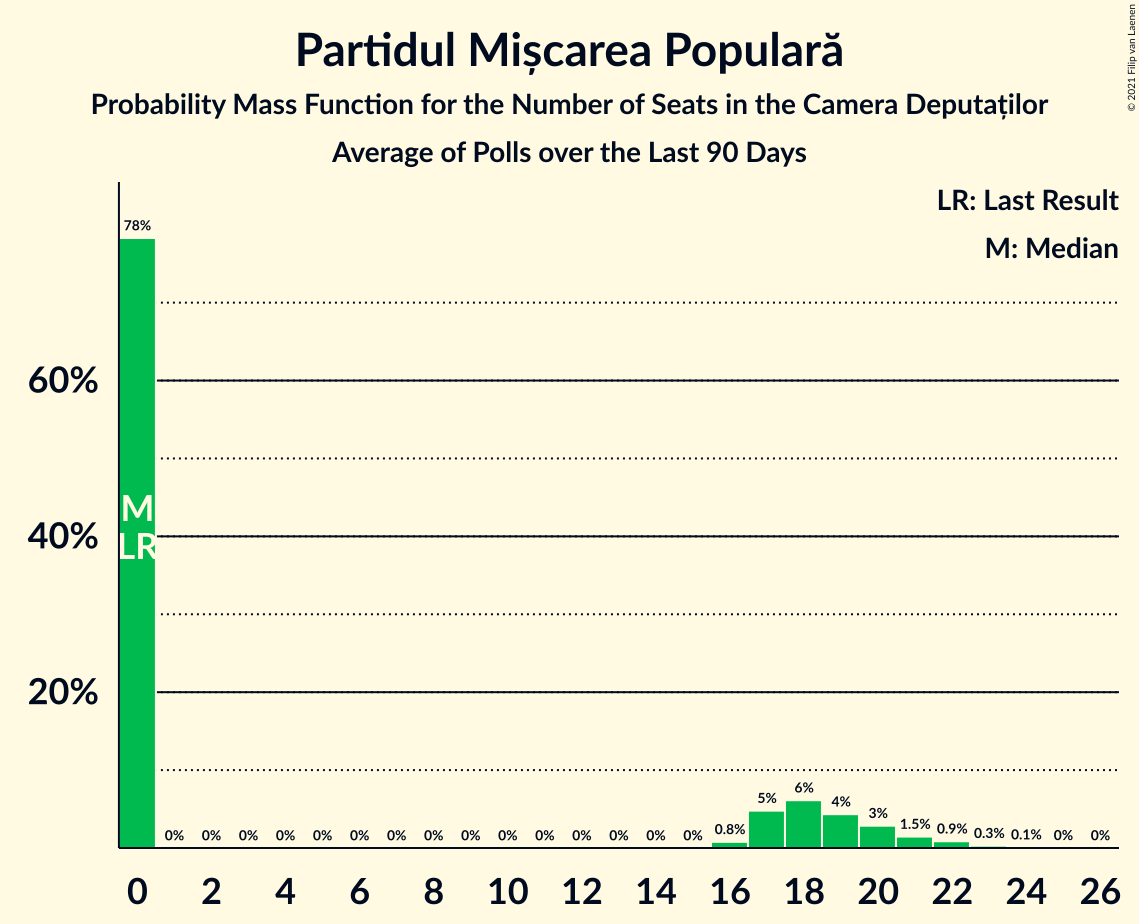 Partidul Mișcarea Populară
Probability Mass Function for the Number of Seats in the Camera Deputaților
Average of Polls over the Last 90 Days
© 2021 Filip van Laenen
LR: Last Result
M: Median
78%
60%
40%
20%
M
LR
0% 0% 0% 0% 0% 0% 0% 0% 0% 0% 0% 0% 0% 0% 0% 0.8% 5% 6% 4% 3% 1.5% 0.9% 0.3% 0.1% 0% 0%
0 2 4 6 8 10 12 14 16 18 20 22 24 26